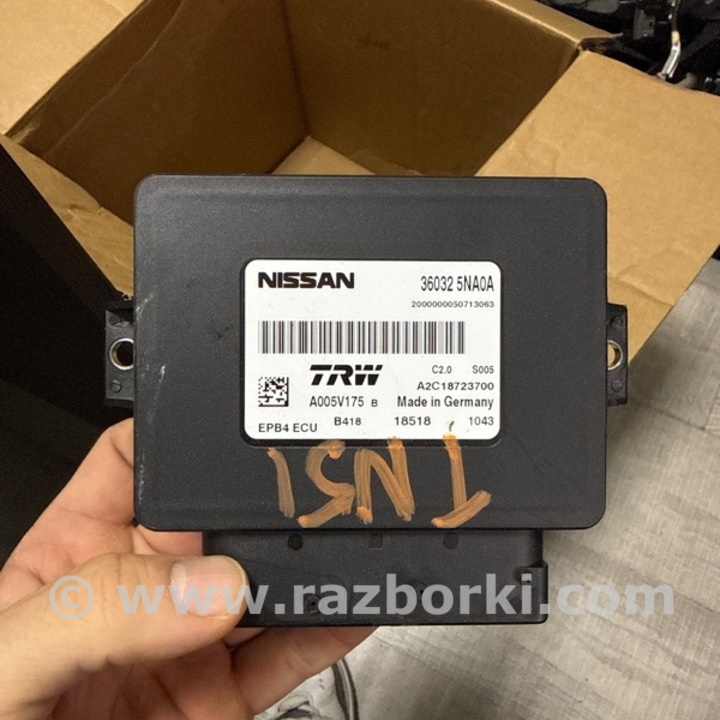 NISSAN
36032 5NA0A
2000000050713063
TRW
C2.0 S005
A2C18723700
A005V175 B Made in Germany
EPB4 ECU B418 18518 1043
© www.razborki.com